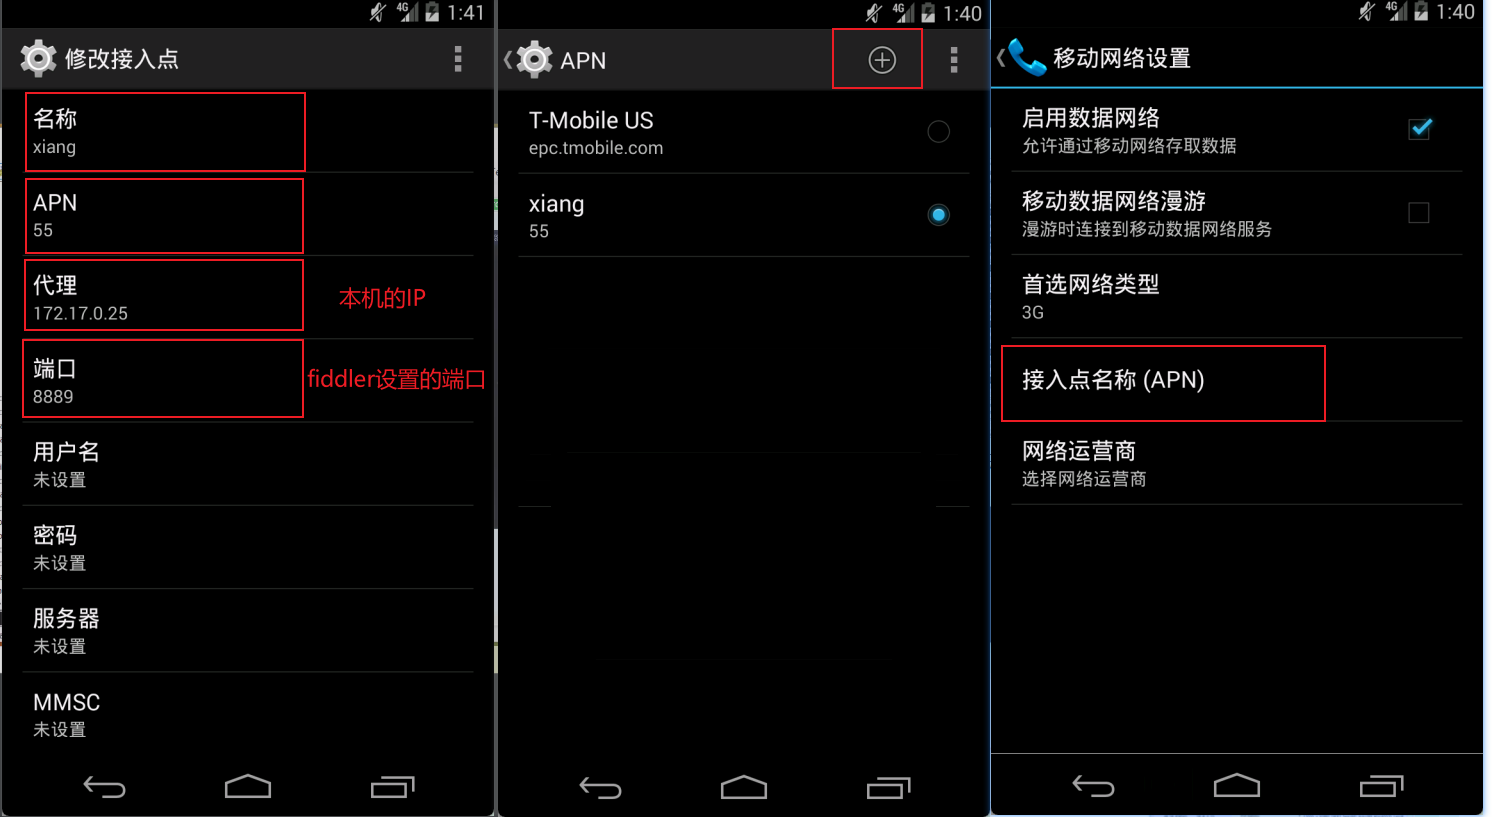 1:41
修改接入点
名称
xiang
APN
55
代理
172.17.0.25
本机的IP
端口
8889
fiddler设置的端口
用户名
未设置
密码
未设置
服务器
未设置
MMSC
未设置
4G
1:40
APN
T-Mobile US
epc.tmobile.com
xiang
55
4G
1:40
移动网络设置
启用数据网络
允许通过移动网络存取数据
移动数据网络漫游
漫游时连接到移动数据网络服务
首选网络类型
3G
接入点名称 (APN)
网络运营商
选择网络运营商
4G